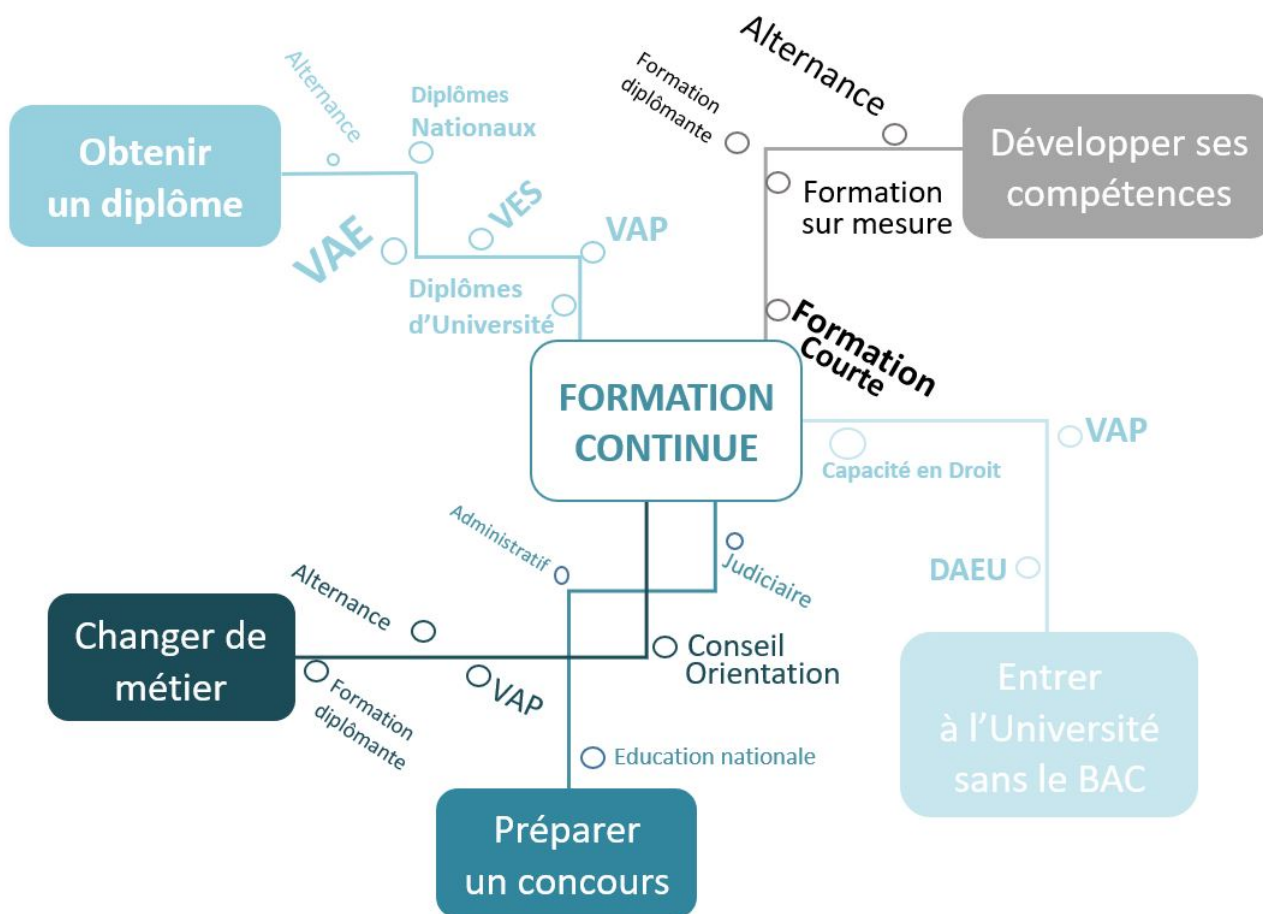 Alternance
Diplômes
Nationaux
Obtenir
un diplôme
VAE
VES
VAP
Diplômes
d'Université
Formation
diplômante
Alternance
Développer ses
compétences
Formation
sur mesure
Formation
Courte
FORMATION
CONTINUE
Capacité en Droit
VAP
DAEU
Entrer
à l'Université
sans le BAC
Administratif
Judiciaire
Alternance
Changer de
métier
Formation
diplômante
VAP
Conseil
Orientation
Education nationale
Préparer
un concours